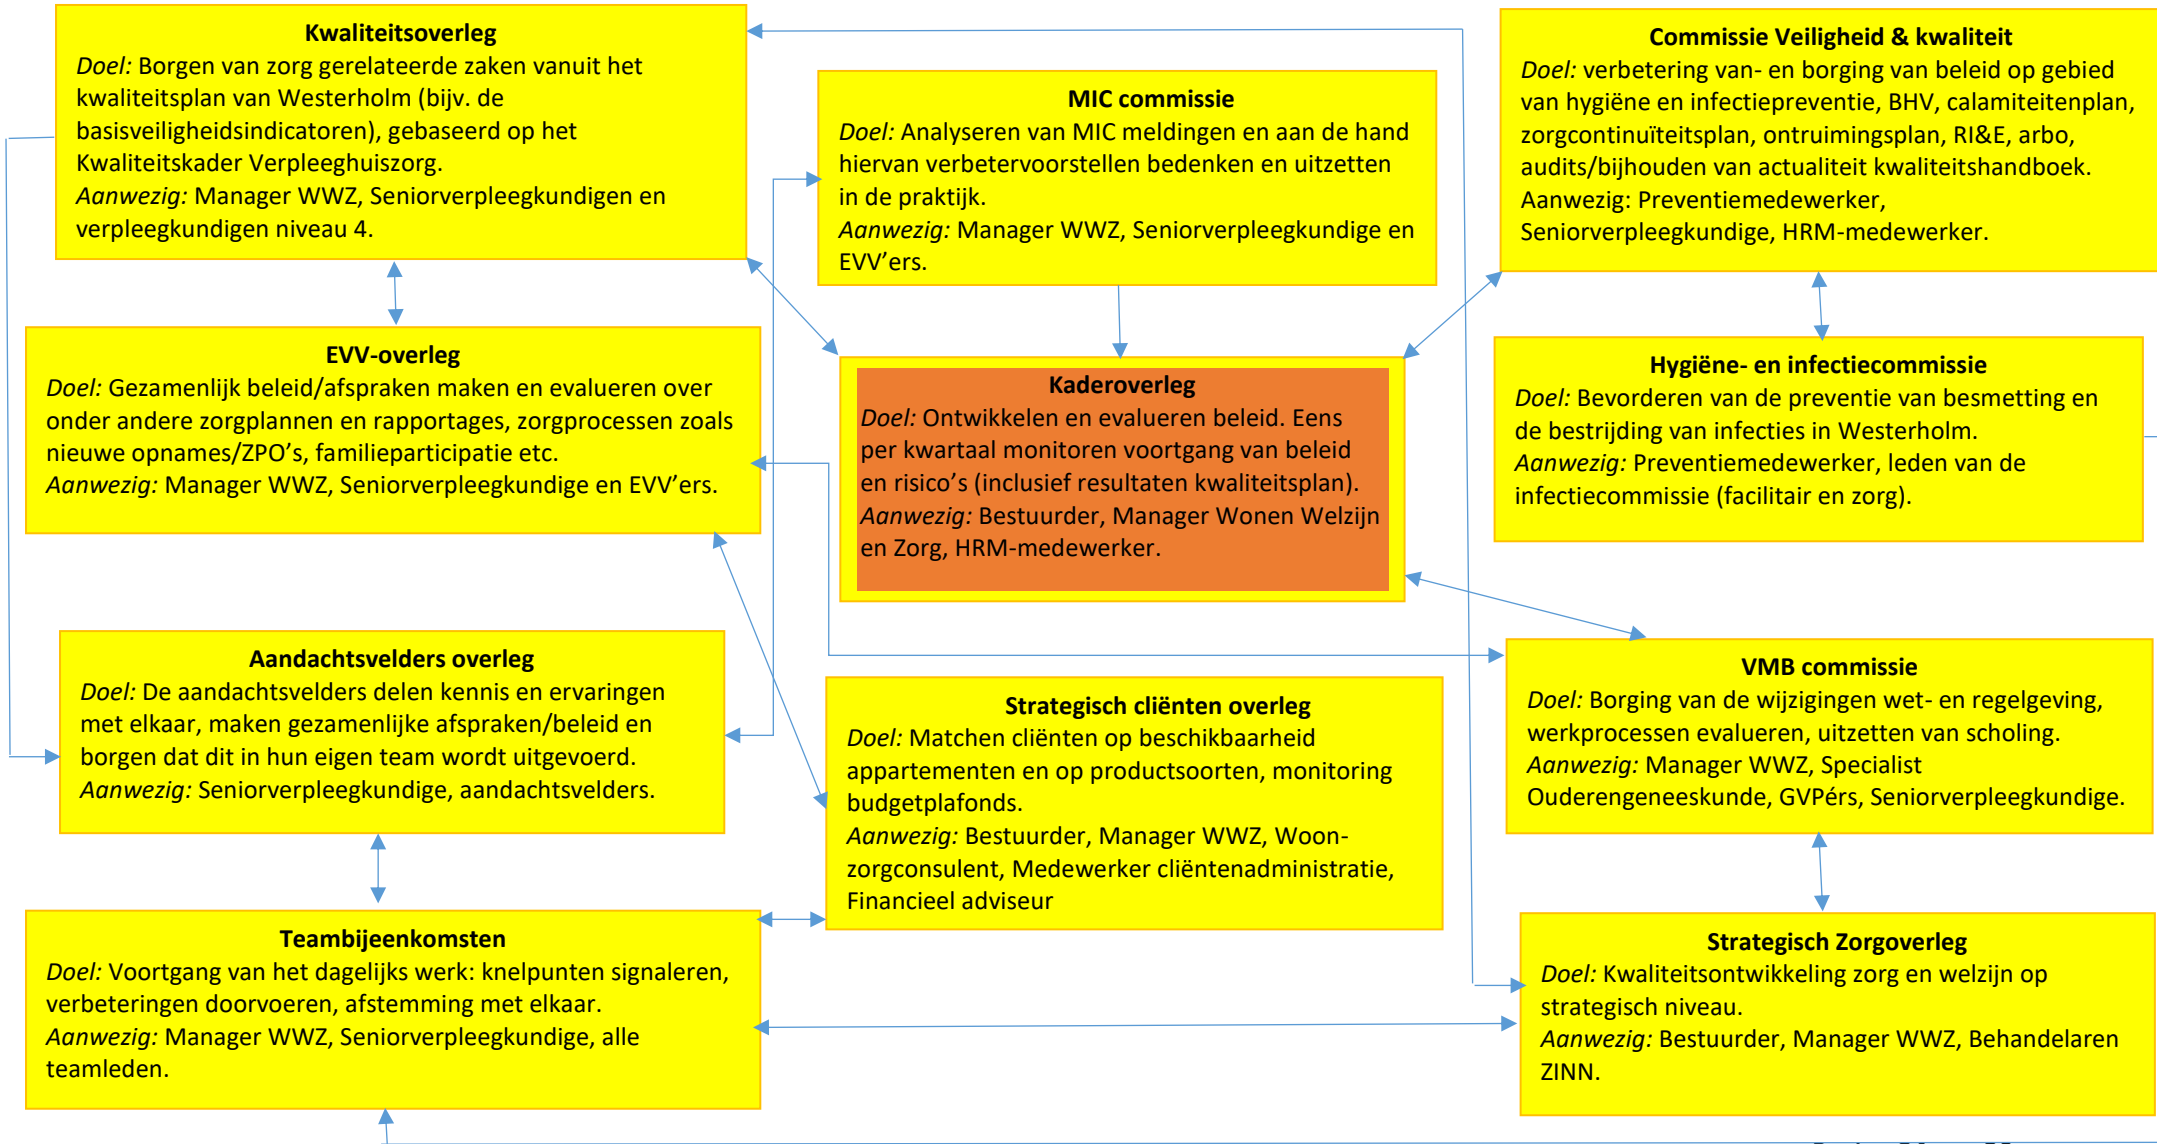 Kwaliteitsoverleg
Doel: Borgen van zorg gerelateerde zaken vanuit het
kwaliteitsplan van Westerholm (bijv. de
basisveiligheidsindicatoren), gebaseerd op het
Kwaliteitskader Verpleeghuiszorg.
Aanwezig: Manager WWZ, Seniorverpleegkundigen en
verpleegkundigen niveau 4.
MIC commissie
Doel: Analyseren van MIC meldingen en aan de hand
hiervan verbetervoorstellen bedenken en uitzetten
in de praktijk.
Aanwezig: Manager WWZ, Seniorverpleegkundige en
EVV’ers.
Commissie Veiligheid & kwaliteit
Doel: verbetering van- en borging van beleid op gebied
van hygiëne en infectiepreventie, BHV, calamiteitenplan,
zorgcontinuïteitsplan, ontruimingsplan, RI&E, arbo,
audits/bijhouden van actualiteit kwaliteitshandboek.
Aanwezig: Preventiemedewerker,
Seniorverpleegkundige, HRM-medewerker.
EVV-overleg
Doel: Gezamenlijk beleid/afspraken maken en evalueren over
onder andere zorgplannen en rapportages, zorgprocessen zoals
nieuwe opnames/ZPO’s, familieparticipatie etc.
Aanwezig: Manager WWZ, Seniorverpleegkundige en EVV’ers.
Kaderoverleg
Doel: Ontwikkelen en evalueren beleid. Eens
per kwartaal monitoren voortgang van beleid
en risico’s (inclusief resultaten kwaliteitsplan).
Aanwezig: Bestuurder, Manager Wonen Welzijn
en Zorg, HRM-medewerker.
Hygiëne- en infectiecommissie
Doel: Bevorderen van de preventie van besmetting en
de bestrijding van infecties in Westerholm.
Aanwezig: Preventiemedewerker, leden van de
infectiecommissie (facilitair en zorg).
Aandachtsvelders overleg
Doel: De aandachtsvelders delen kennis en ervaringen
met elkaar, maken gezamenlijke afspraken/beleid en
borgen dat dit in hun eigen team wordt uitgevoerd.
Aanwezig: Seniorverpleegkundige, aandachtsvelders.
Strategisch cliënten overleg
Doel: Matchen cliënten op beschikbaarheid
appartementen en op productsoorten, monitoring
budgetplafonds.
Aanwezig: Bestuurder, Manager WWZ, Woon-
zorgconsulent, Medewerker cliëntenadministratie,
Financieel adviseur
VMB commissie
Doel: Borging van de wijzigingen wet- en regelgeving,
werkprocessen evalueren, uitzetten van scholing.
Aanwezig: Manager WWZ, Specialist
Ouderengeneeskunde, GVPérs, Seniorverpleegkundige.
Teambijeenkomsten
Doel: Voortgang van het dagelijks werk: knelpunten signaleren,
verbeteringen doorvoeren, afstemming met elkaar.
Aanwezig: Manager WWZ, Seniorverpleegkundige, alle
teamleden.
Strategisch Zorgoverleg
Doel: Kwaliteitsontwikkeling zorg en welzijn op
strategisch niveau.
Aanwezig: Bestuurder, Manager WWZ, Behandelaren
ZINN.